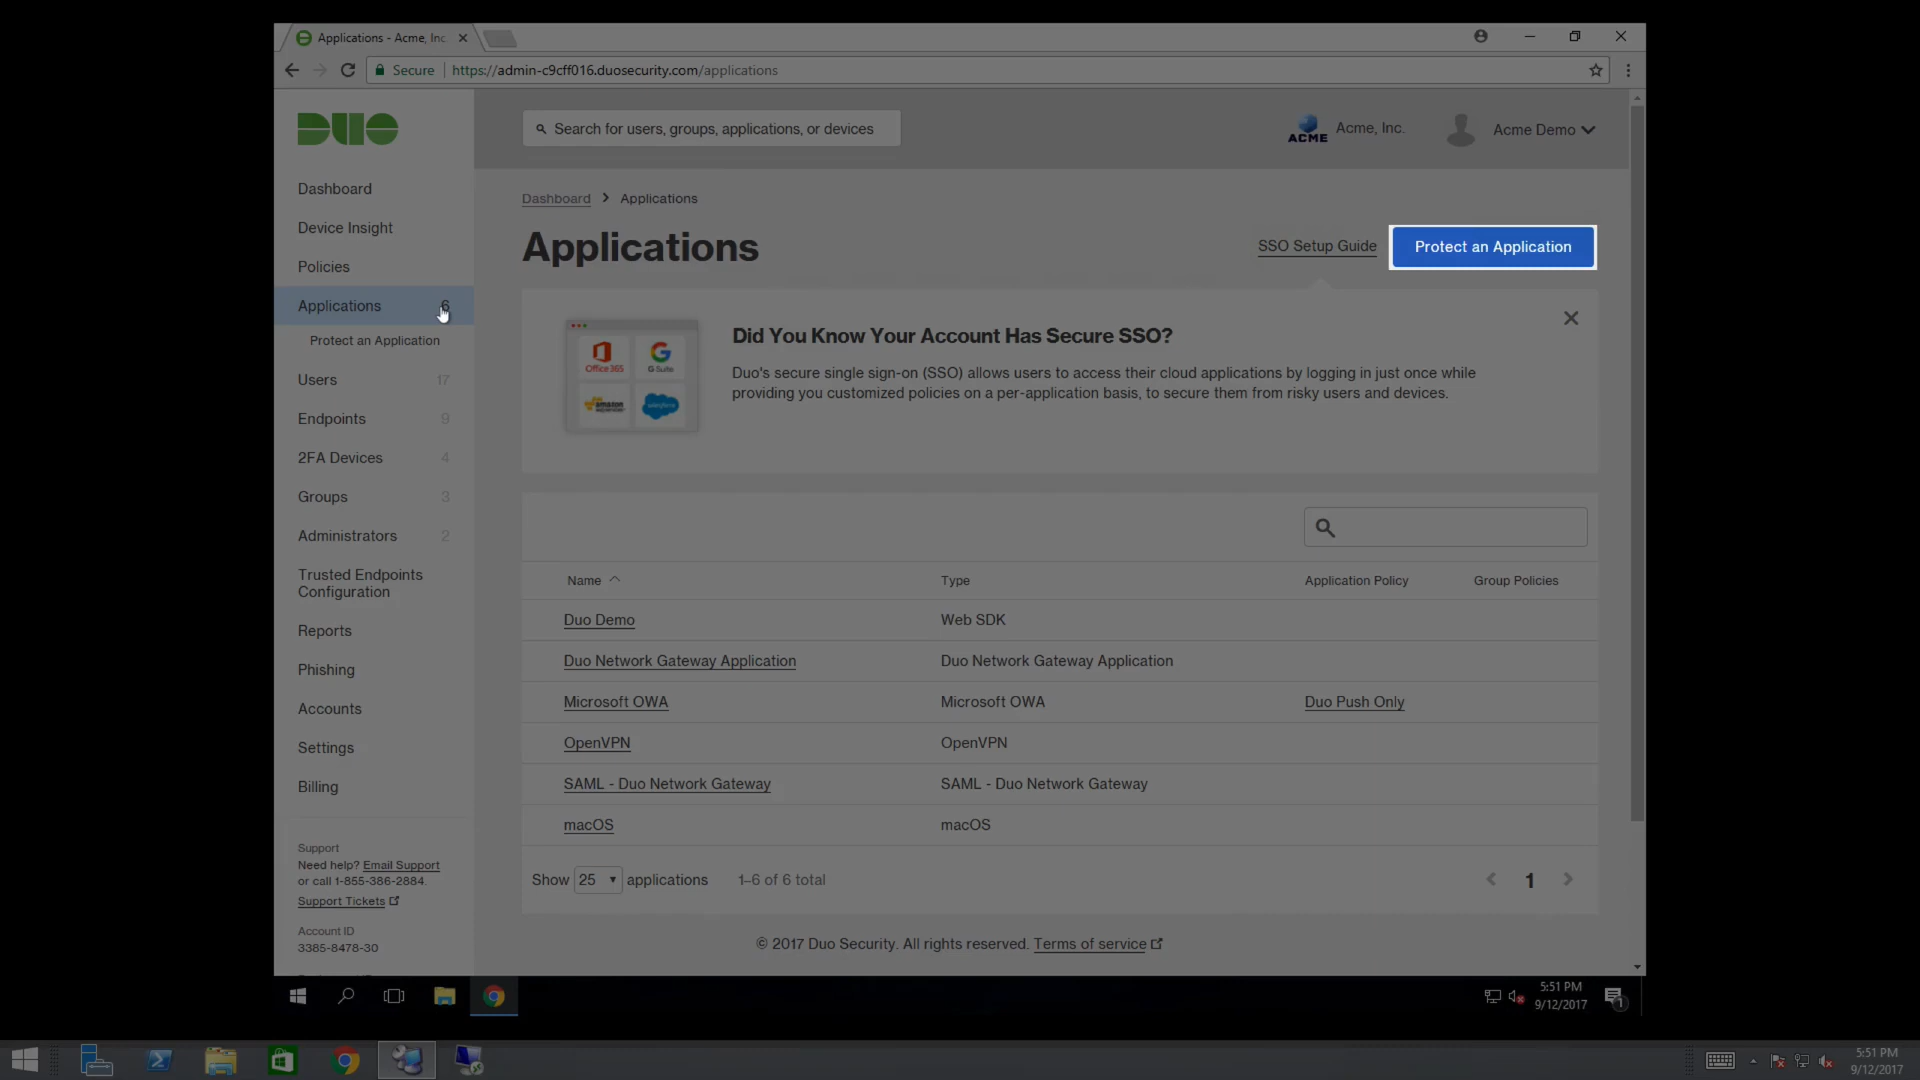 Applications - Acme, Inc
Secure
https://admin-c9cff016.duosecurity.com/applications
DUO
Search for users, groups, applications, or devices
ACME
Acme, Inc.
Acme Demo
Dashboard
Device Insight
Policies
Applications 6
Protect an Application
Users 17
Endpoints 9
2FA Devices 4
Groups 3
Administrators 2
Trusted Endpoints
Configuration
Reports
Phishing
Accounts
Settings
Billing
Support
Need help? Email Support
or call 1-855-386-2884.
Support Tickets
Account ID
3385-8478-30
Dashboard > Applications
Applications
SSO Setup Guide
Protect an Application
Office 365
G Suite
amazon
salesforce
Did You Know Your Account Has Secure SSO?
Duo's secure single sign-on (SSO) allows users to access their cloud applications by logging in just once while
providing you customized policies on a per-application basis, to secure them from risky users and devices.
Name Type Application Policy Group Policies
Duo Demo Web SDK
Duo Network Gateway Application Duo Network Gateway Application
Microsoft OWA Microsoft OWA Duo Push Only
OpenVPN OpenVPN
SAML - Duo Network Gateway SAML - Duo Network Gateway
macOS macOS
Show 25 applications 1–6 of 6 total
1
© 2017 Duo Security. All rights reserved. Terms of service
5:51 PM
9/12/2017
1
5:51 PM
9/12/2017